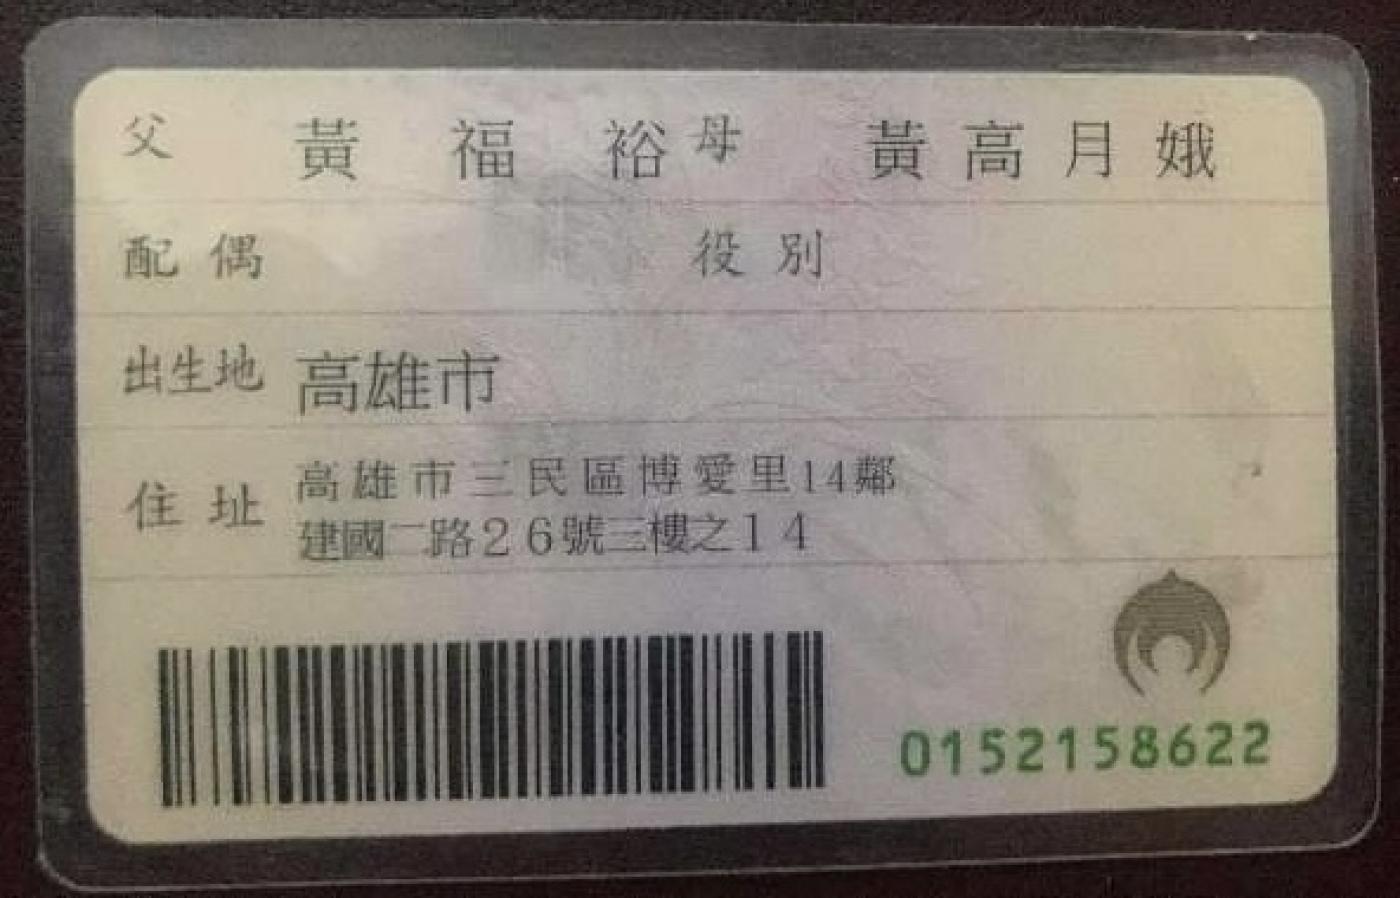 父 黃福裕 母 黃高月娥
配偶 役別
出生地 高雄市
住址 高雄市三民區博愛里14鄰
建國二路26號三樓之14
0152158622